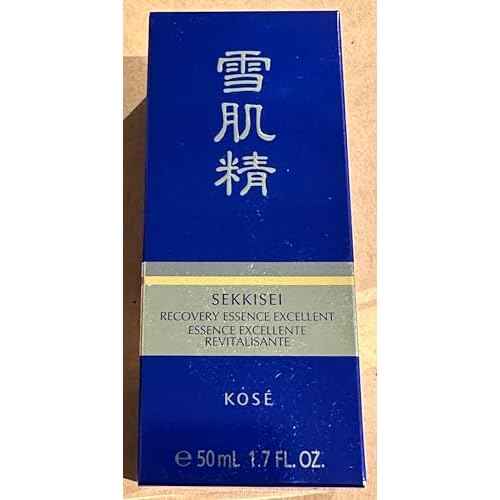 雪
肌
精
SEKKISEI
RECOVERY ESSENCE EXCELLENT
ESSENCE EXCELLENTE
REVITALISANTE
KOSÉ
℮ 50mL 1.7 FL. OZ.